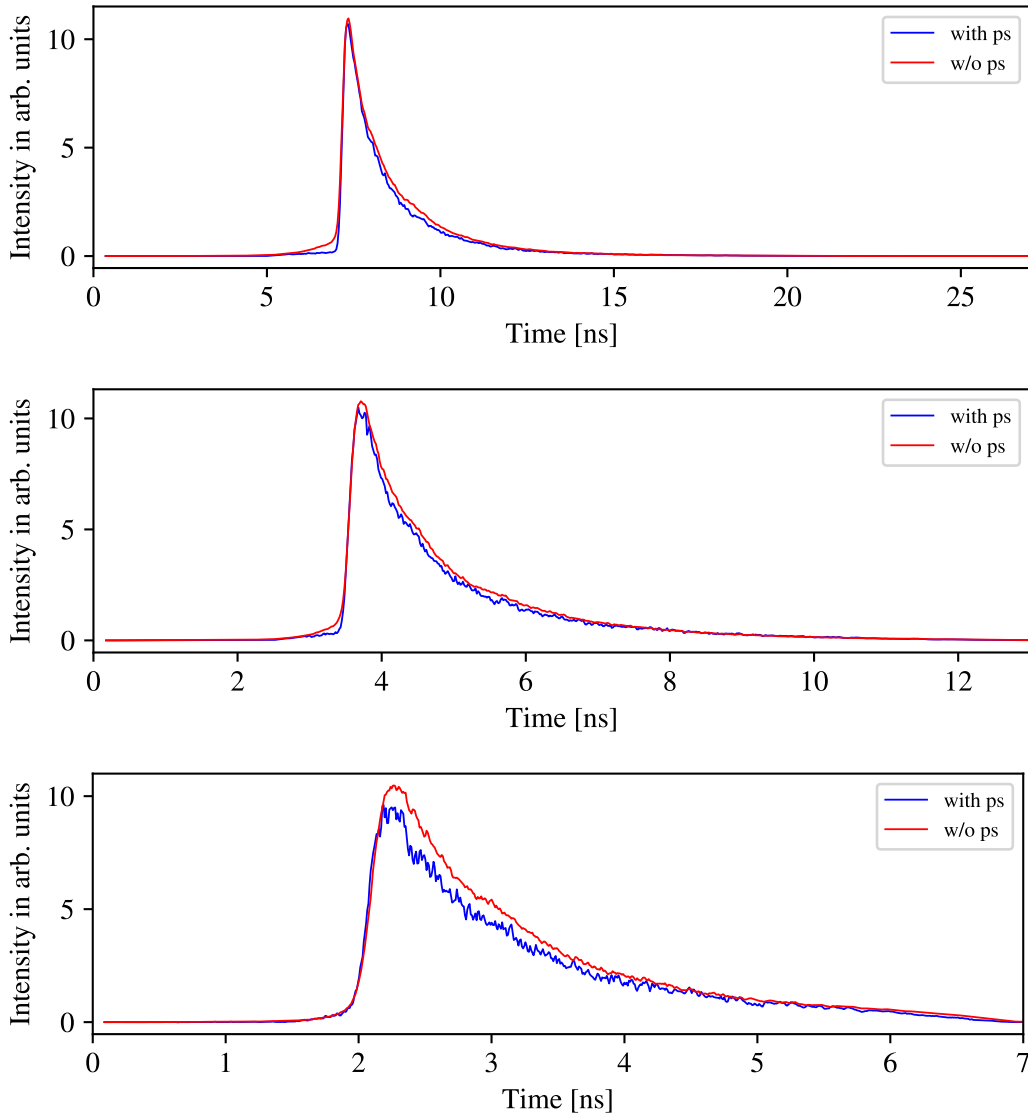 Intensity in arb. units
10
5
0
with ps
w/o ps
0 5 10 15 20 25
Time [ns]
Intensity in arb. units
10
5
0
with ps
w/o ps
0 2 4 6 8 10 12
Time [ns]
Intensity in arb. units
10
5
0
with ps
w/o ps
0 1 2 3 4 5 6 7
Time [ns]